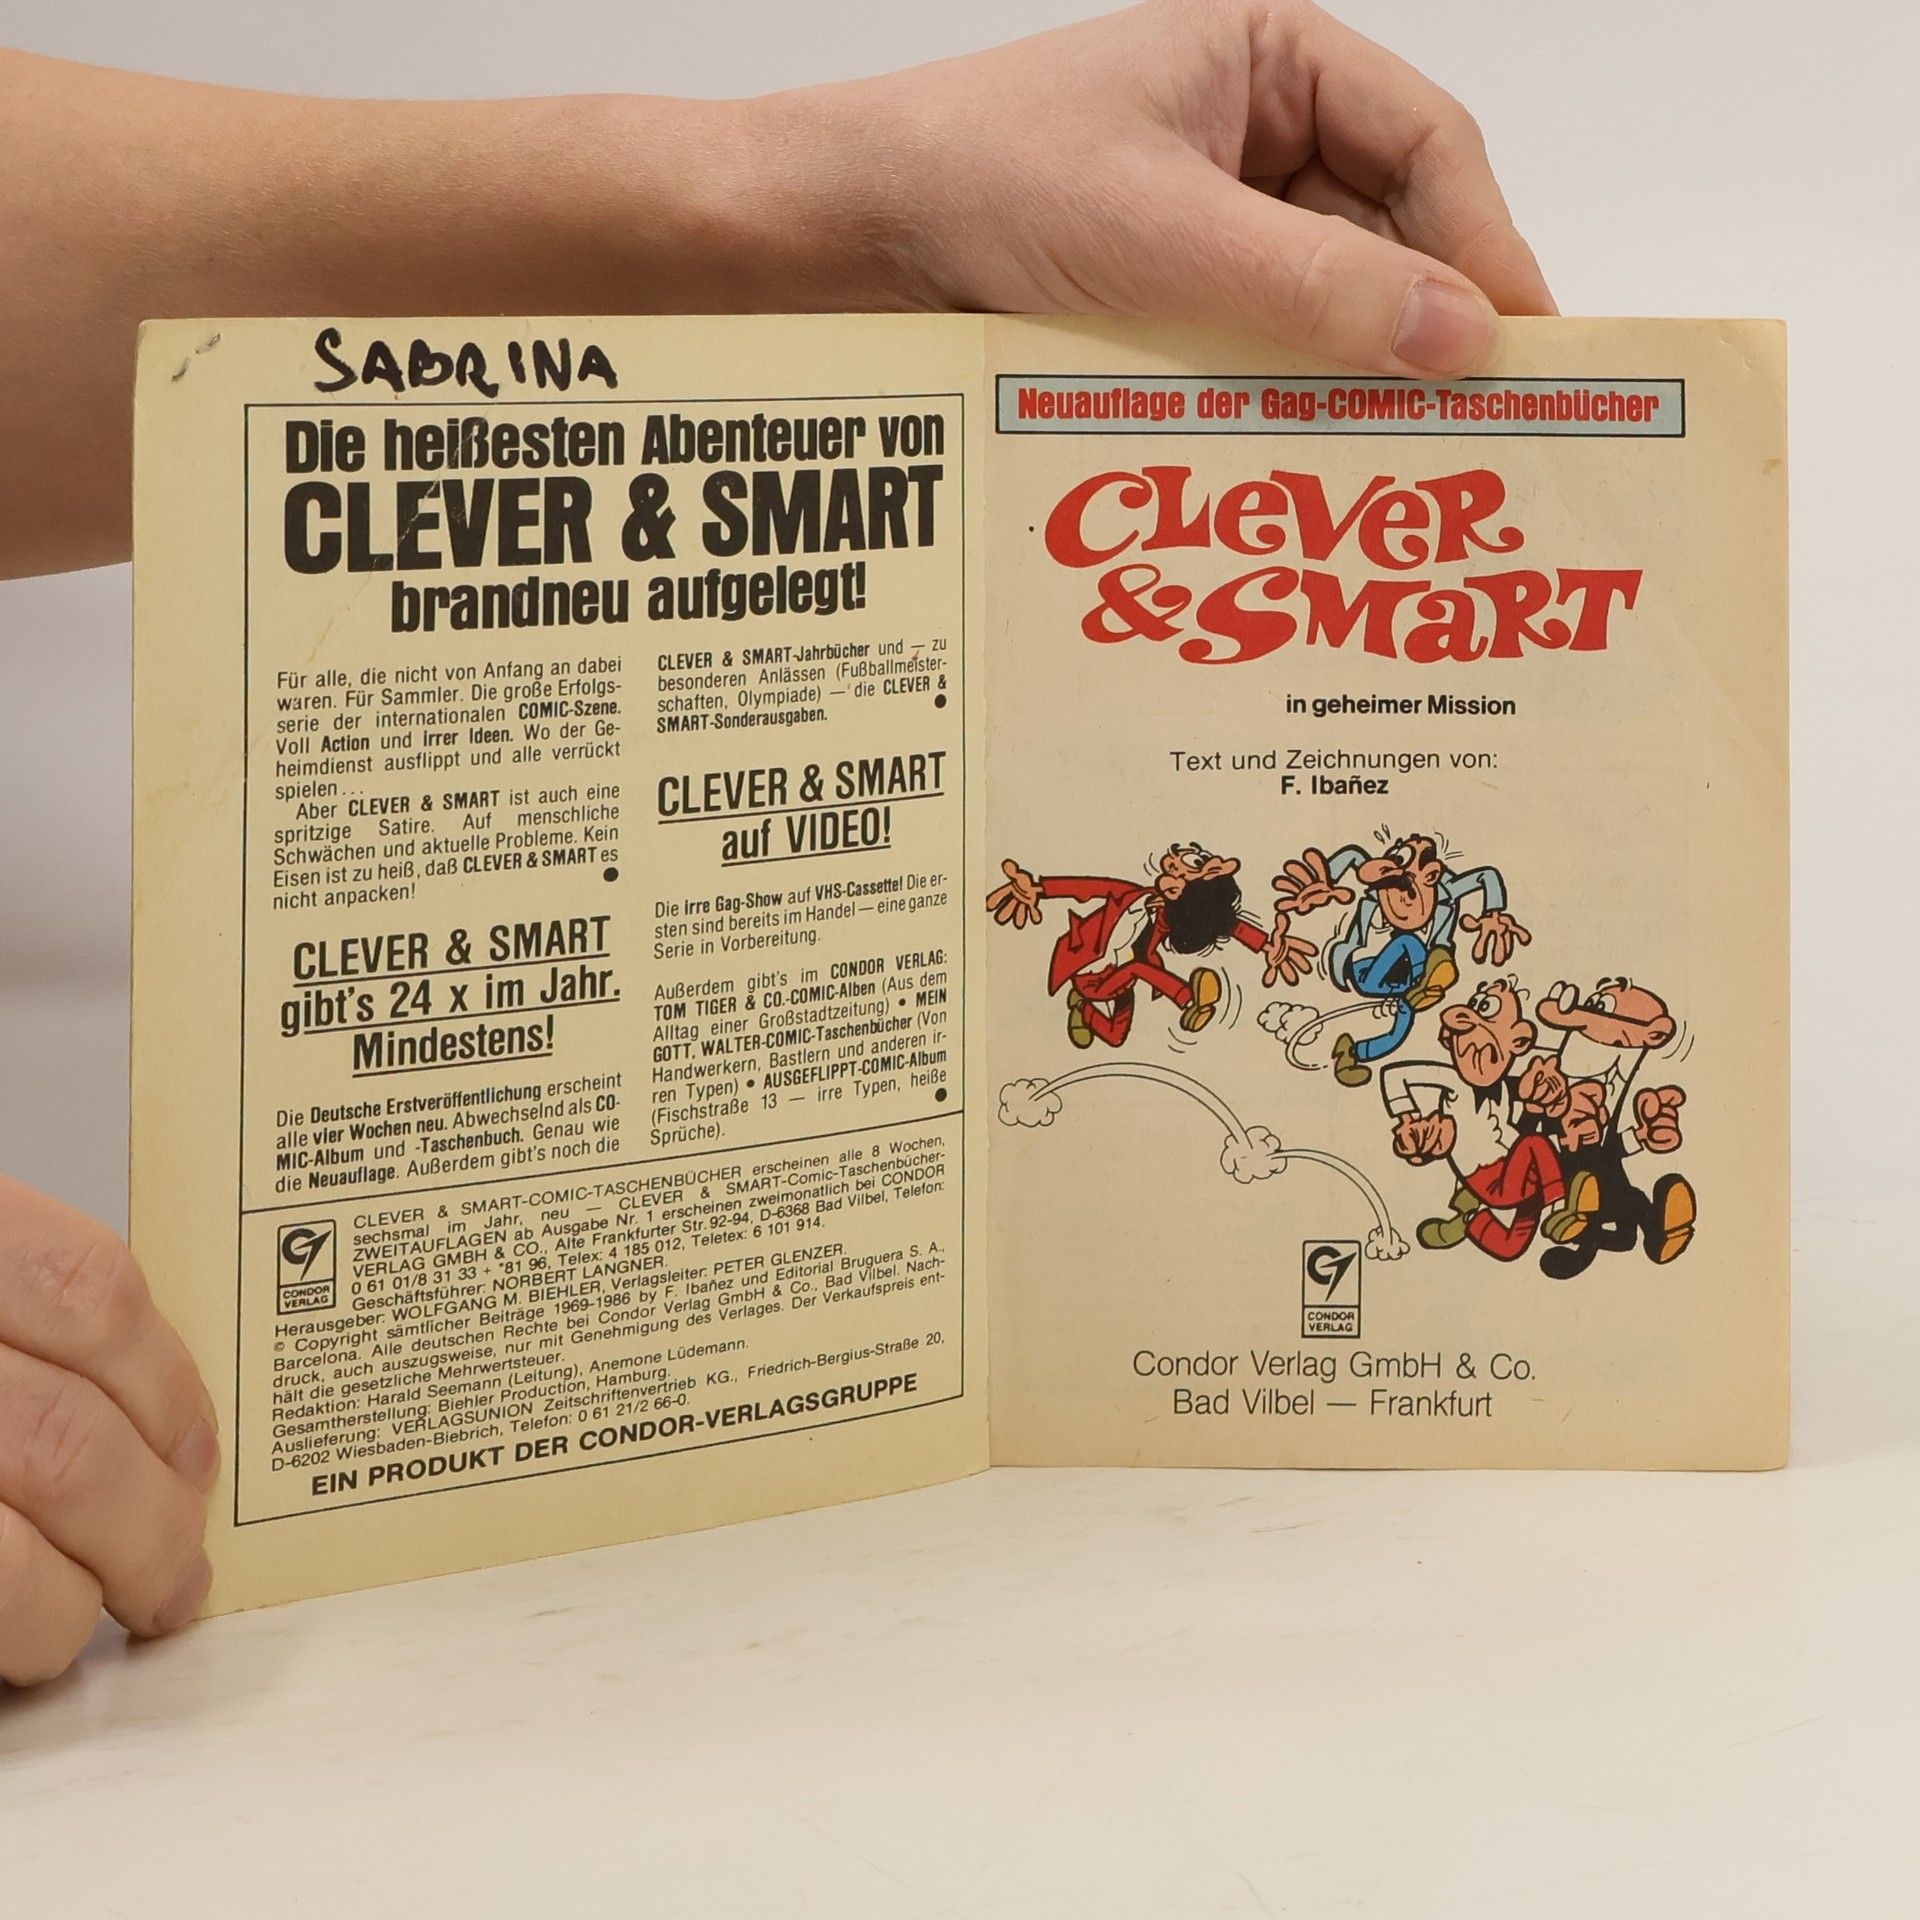 SABRINA
Die heißesten Abenteuer von
CLEVER & SMART
brandneu aufgelegt!
Für alle, die nicht von Anfang an dabei
waren. Für Sammler. Die große Erfolgs-
serie der internationalen COMIC-Szene.
Voll Action und irrer Ideen. Wo der Ge-
heimdienst ausflippt und alle verrückt
spielen ...
Aber CLEVER & SMART ist auch eine
spritzige Satire. Auf menschliche
Schwächen und aktuelle Probleme. Kein
Eisen ist zu heiß, daß CLEVER & SMART es
nicht anpacken!
CLEVER & SMART
gibt's 24 x im Jahr.
Mindestens!
Die Deutsche Erstveröffentlichung erscheint
alle vier Wochen neu. Abwechselnd als CO-
MIC-Album und -Taschenbuch. Genau wie
die Neuauflage. Außerdem gibt's noch die
CLEVER & SMART-Jahrbücher und — zu
besonderen Anlässen (Fußballmeister-
schaften, Olympiade) — die CLEVER &
SMART-Sonderausgaben.
CLEVER & SMART
auf VIDEO!
Die irre Gag-Show auf VHS-Cassette! Die er-
sten sind bereits im Handel — eine ganze
Serie in Vorbereitung.
Außerdem gibt's im CONDOR VERLAG:
TOM TIGER & CO.-COMIC-Alben (Aus dem
Alltag einer Großstadtzeitung) • MEIN
GOTT, WALTER-COMIC-Taschenbücher (Von
Handwerkern, Bastlern und anderen ir-
ren Typen) • AUSGEFLIPPT-COMIC-Album
(Fischstraße 13 — irre Typen, heiße
Sprüche).
CONDOR
VERLAG
CLEVER & SMART-COMIC-TASCHENBÜCHER erscheinen alle 8 Wochen,
sechsmal im Jahr, neu — CLEVER & SMART-Comic-Taschenbücher-
ZWEITAUFLAGEN ab Ausgabe Nr. 1 erscheinen zweimonatlich bei CONDOR
VERLAG GMBH & CO., Alte Frankfurter Str. 92-94, D-6368 Bad Vilbel, Telefon:
0 61 01/8 31 33 + *81 96, Telex: 4 185 012, Teletex: 6 101 914.
Geschäftsführer: NORBERT LANGNER.
Herausgeber: WOLFGANG M. BIEHLER, Verlagsleiter: PETER GLENZER.
© Copyright sämtlicher Beiträge 1969-1986 by F. Ibañez und Editorial Bruguera S. A.,
Barcelona. Alle deutschen Rechte bei Condor Verlag GmbH & Co., Bad Vilbel. Nach-
druck, auch auszugsweise, nur mit Genehmigung des Verlages. Der Verkaufspreis ent-
hält die gesetzliche Mehrwertsteuer.
Redaktion: Harald Seemann (Leitung), Anemone Lüdemann.
Gesamtherstellung: Biehler Production, Hamburg.
Auslieferung: VERLAGSUNION Zeitschriftenvertrieb KG., Friedrich-Bergius-Straße 20,
D-6202 Wiesbaden-Biebrich, Telefon: 0 61 21/2 66-0.
EIN PRODUKT DER CONDOR-VERLAGSGRUPPE
Neuauflage der Gag-COMIC-Taschenbücher
CLeVeR
& SMaRT
in geheimer Mission
Text und Zeichnungen von:
F. Ibañez
CONDOR
VERLAG
Condor Verlag GmbH & Co.
Bad Vilbel — Frankfurt